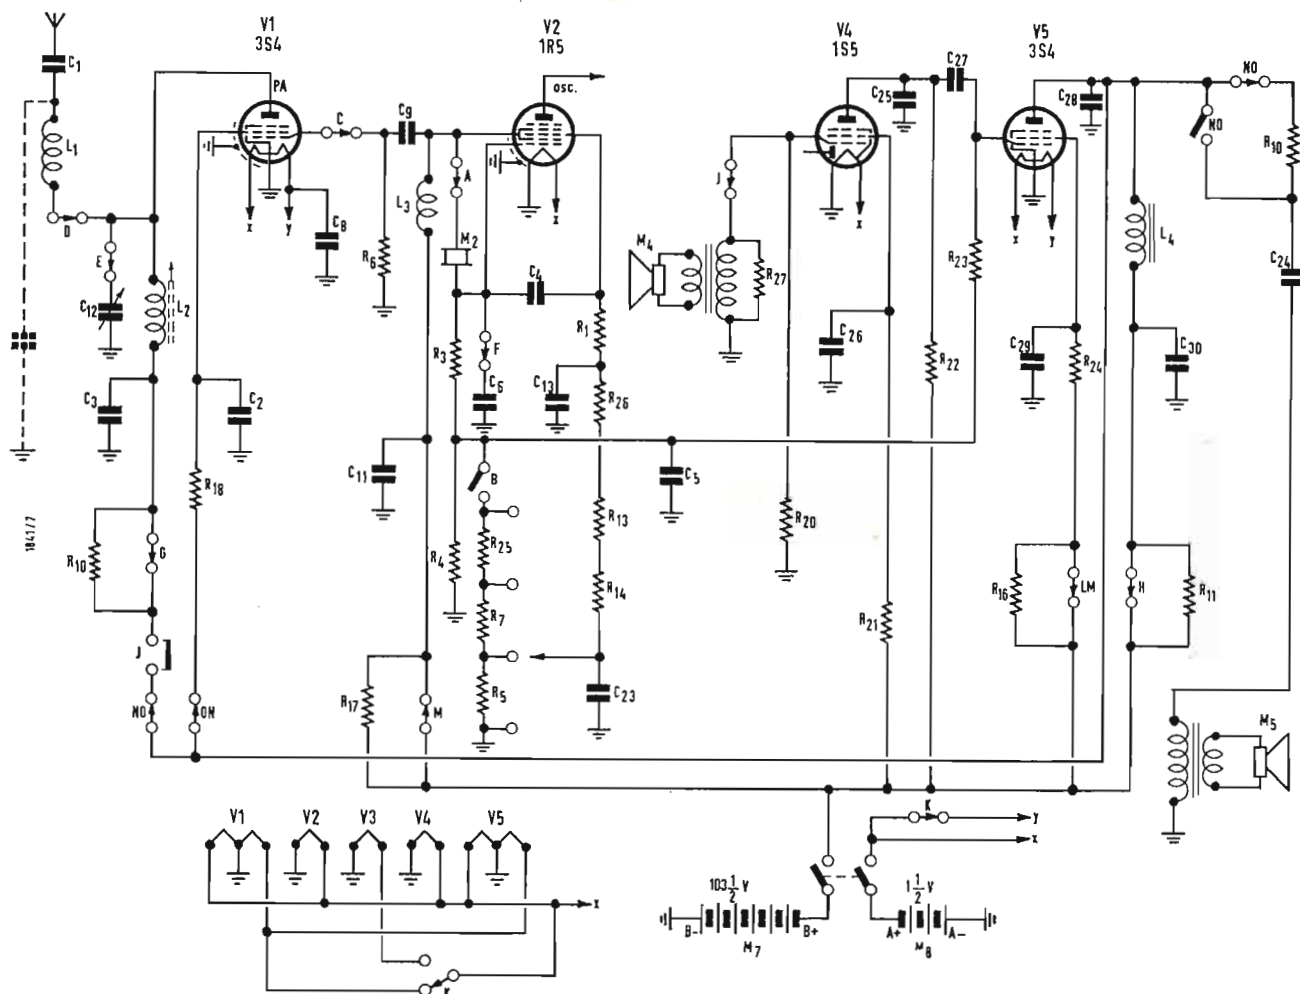 V1
3S4
V2
1R5
V4
1S5
V5
3S4
C1
PA
OSC.
C25
C27
C28
NO
NO
R30
L1
C
C9
A
J
D
x
y
C8
L3
M2
R6
x
M4
R27
x
R23
x
y
L4
C24
E
C12
L2
C4
R1
F
R3
C6
C13
R26
C26
R22
C29
R24
C30
C3
C2
C11
B
C5
R18
1841/7
R10
G
R4
R25
R13
R20
R14
R7
R16
LM
H
R11
R21
J
R17
M
R5
C23
NO
ON
M5
V1
V2
V3
V4
V5
K
y
x
103 1/2 V
1 1/2 V
x
B-
M7
B+
A+
M8
A-
K